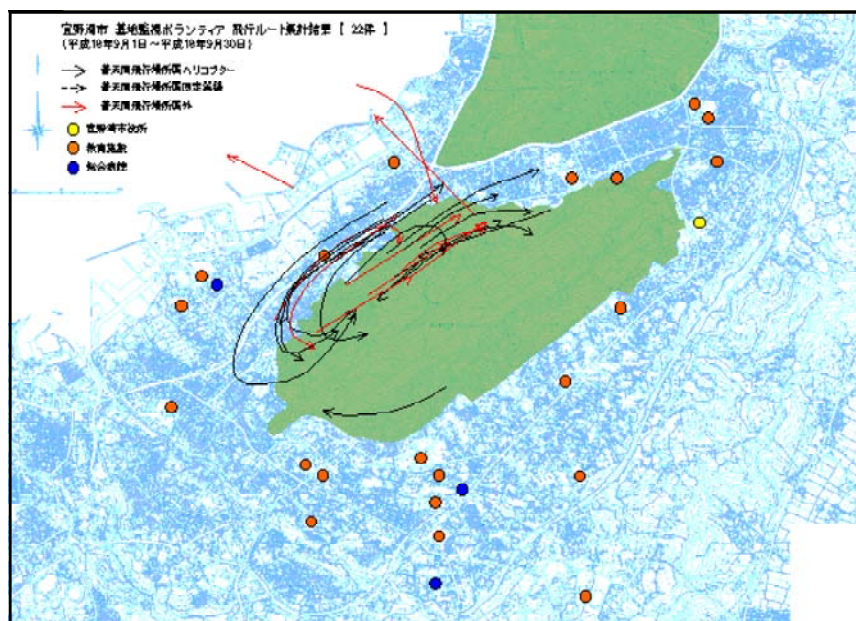 宜野湾市 基地監視ボランティア 飛行ルート集計結果 【 22件 】
(平成18年9月1日～平成18年9月30日)
普天間飛行場所属ヘリコプター
普天間飛行場所属固定翼機
普天間飛行場所属外
宜野湾市役所
教育施設
総合病院